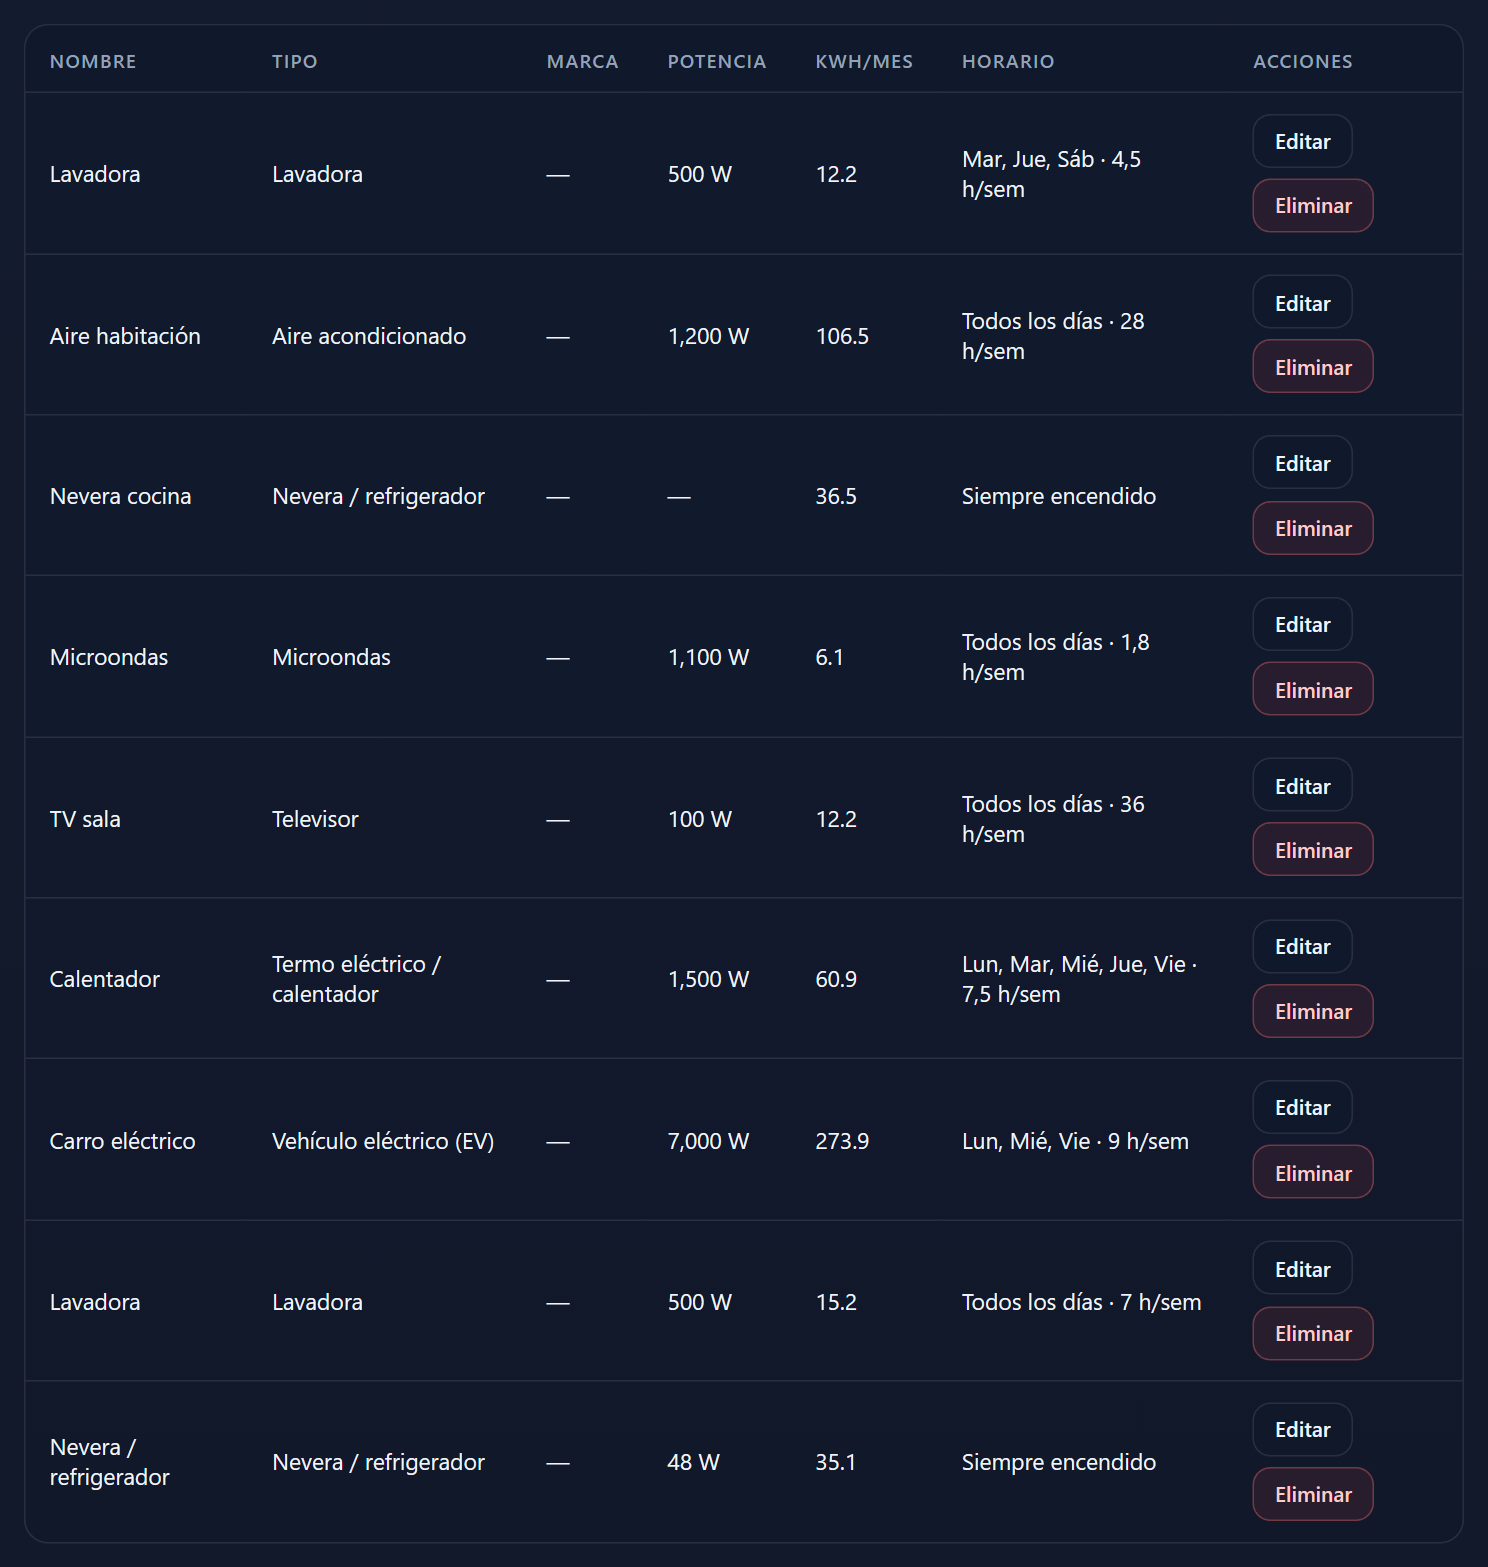 NOMBRE TIPO MARCA POTENCIA KWH/MES HORARIO ACCIONES
Lavadora Lavadora — 500 W 12.2 Mar, Jue, Sáb · 4,5
h/sem
Editar
Eliminar
Aire habitación Aire acondicionado — 1,200 W 106.5 Todos los días · 28
h/sem
Editar
Eliminar
Nevera cocina Nevera / refrigerador — — 36.5 Siempre encendido
Editar
Eliminar
Microondas Microondas — 1,100 W 6.1 Todos los días · 1,8
h/sem
Editar
Eliminar
TV sala Televisor — 100 W 12.2 Todos los días · 36
h/sem
Editar
Eliminar
Calentador Termo eléctrico /
calentador — 1,500 W 60.9 Lun, Mar, Mié, Jue, Vie ·
7,5 h/sem
Editar
Eliminar
Carro eléctrico Vehículo eléctrico (EV) — 7,000 W 273.9 Lun, Mié, Vie · 9 h/sem
Editar
Eliminar
Lavadora Lavadora — 500 W 15.2 Todos los días · 7 h/sem
Editar
Eliminar
Nevera /
refrigerador Nevera / refrigerador — 48 W 35.1 Siempre encendido
Editar
Eliminar